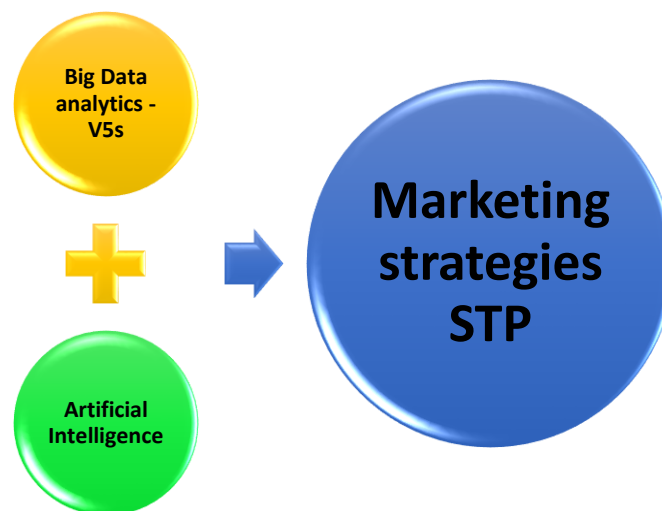 Big Data
analytics -
V5s
Artificial
Intelligence
Marketing
strategies
STP